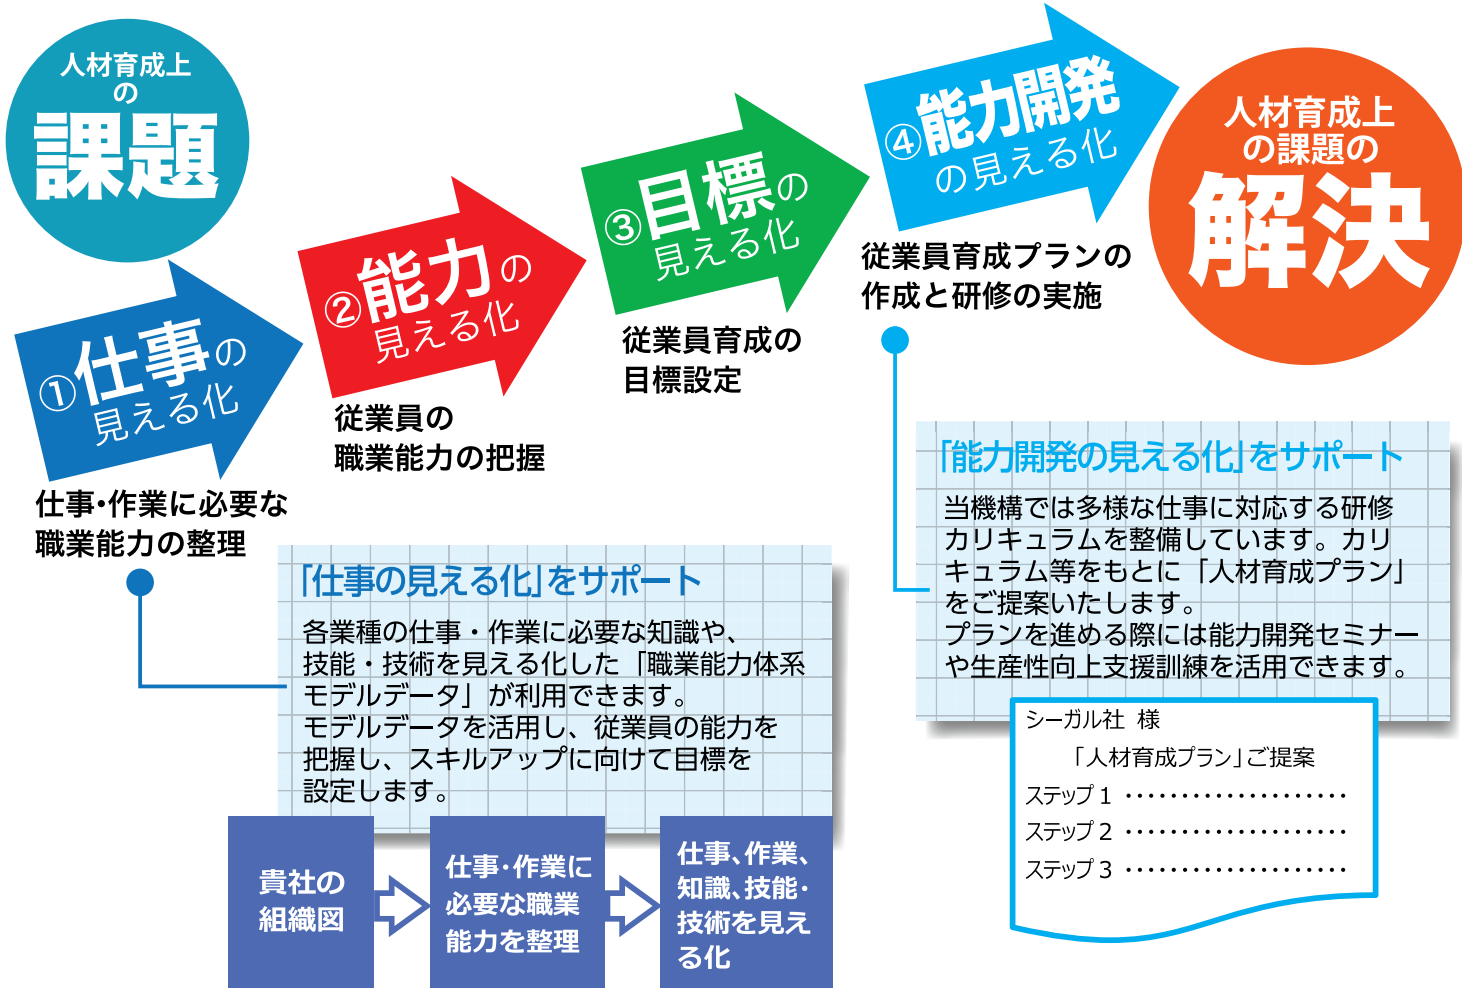 人材育成上
の
課題
①仕事の
見える化
仕事・作業に必要な
職業能力の整理
②能力の
見える化
従業員の
職業能力の把握
③目標の
見える化
従業員育成の
目標設定
④能力開発
の見える化
従業員育成プランの
作成と研修の実施
人材育成上
の課題の
解決
「仕事の見える化」をサポート
各業種の仕事・作業に必要な知識や、
技能・技術を見える化した「職業能力体系
モデルデータ」が利用できます。
モデルデータを活用し、従業員の能力を
把握し、スキルアップに向けて目標を
設定します。
貴社の
組織図
仕事・作業に
必要な職業
能力を整理
仕事、作業、
知識、技能・
技術を見え
る化
「能力開発の見える化」をサポート
当機構では多様な仕事に対応する研修
カリキュラムを整備しています。カリ
キュラム等をもとに「人材育成プラン」
をご提案いたします。
プランを進める際には能力開発セミナー
や生産性向上支援訓練を活用できます。
シーガル社 様
「人材育成プラン」ご提案
ステップ1 ‥‥‥‥‥‥‥‥‥‥
ステップ2 ‥‥‥‥‥‥‥‥‥‥
ステップ3 ‥‥‥‥‥‥‥‥‥‥